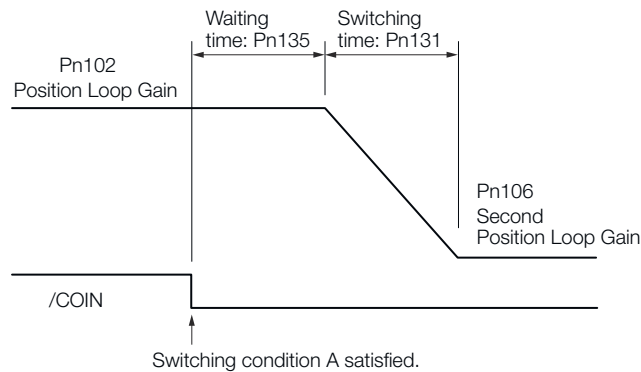 Waiting
time: Pn135
Switching
time: Pn131
Pn102
Position Loop Gain
Pn106
Second
Position Loop Gain
/COIN
Switching condition A satisfied.